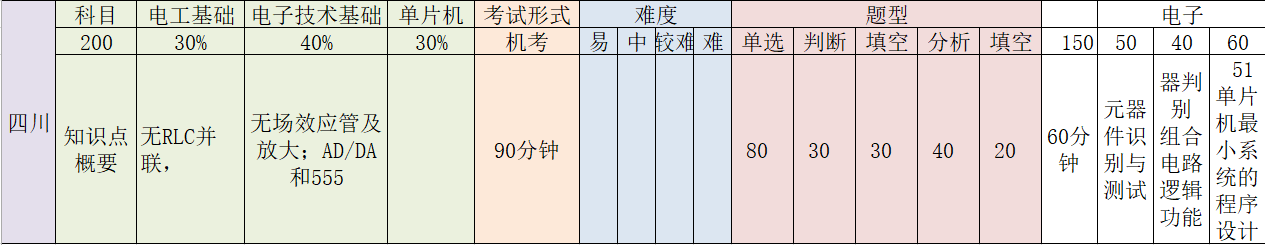 科目 电工基础 电子技术基础 单片机 考试形式 难度 题型 电子
200 30% 40% 30% 机考 易 中 较难 难 单选 判断 填空 分析 填空 150 50 40 60
四川
知识点
概要
无RLC并
联，
无场效应管及
放大；AD/DA
和555
90分钟
80 30 30 40 20
60分
钟
元器
件识
别与
测试
器判
别
组合
电路
逻辑
功能
51
单片
机最
小系
统的
程序
设计